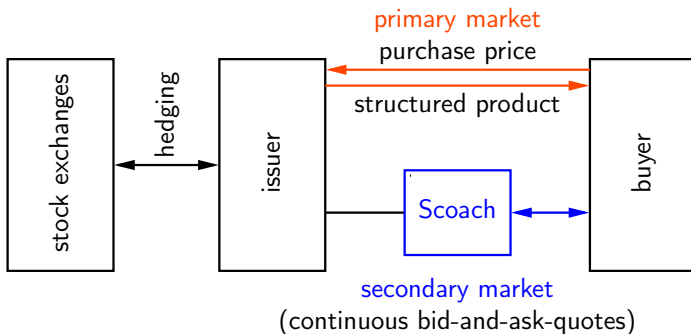 primary market
purchase price
structured product
stock exchanges
hedging
issuer
Scoach
buyer
secondary market
(continuous bid-and-ask-quotes)